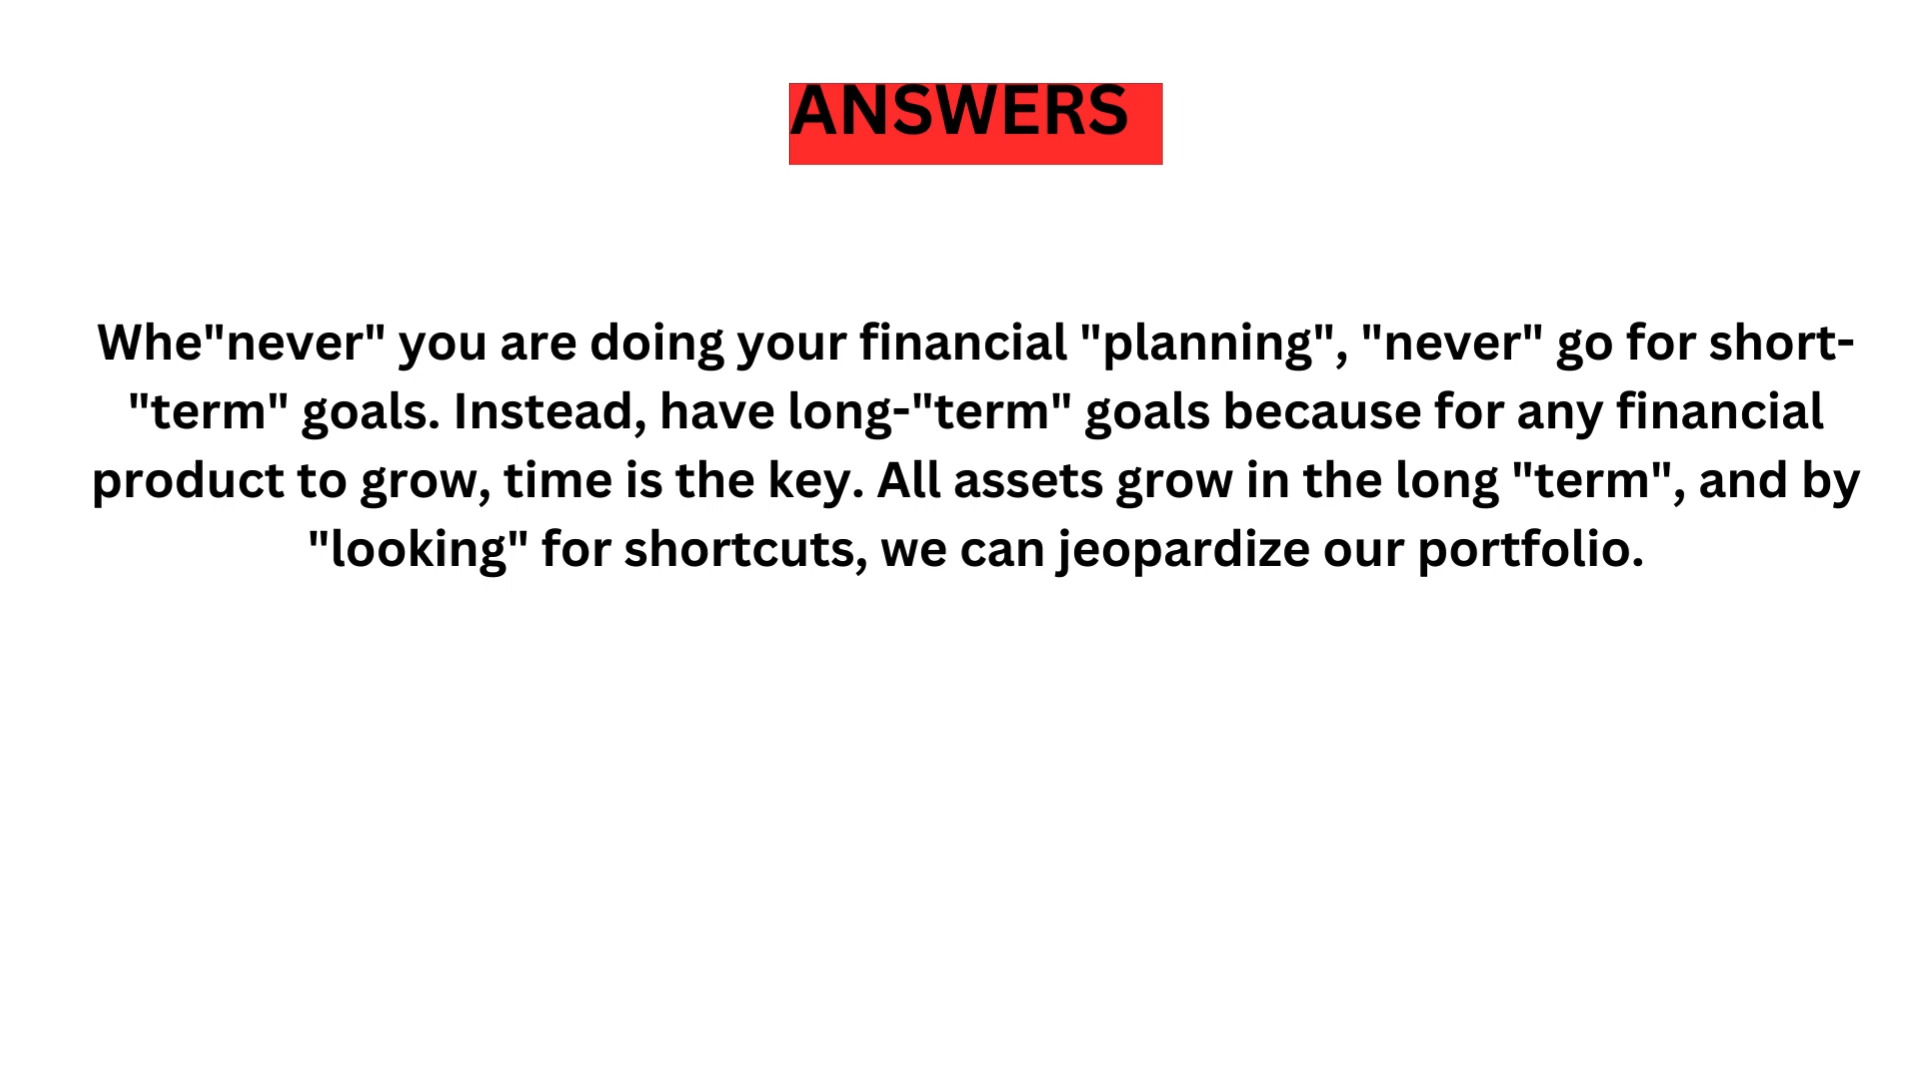 ANSWERS
Whe"never" you are doing your financial "planning", "never" go for short-
"term" goals. Instead, have long-"term" goals because for any financial
product to grow, time is the key. All assets grow in the long "term", and by
"looking" for shortcuts, we can jeopardize our portfolio.